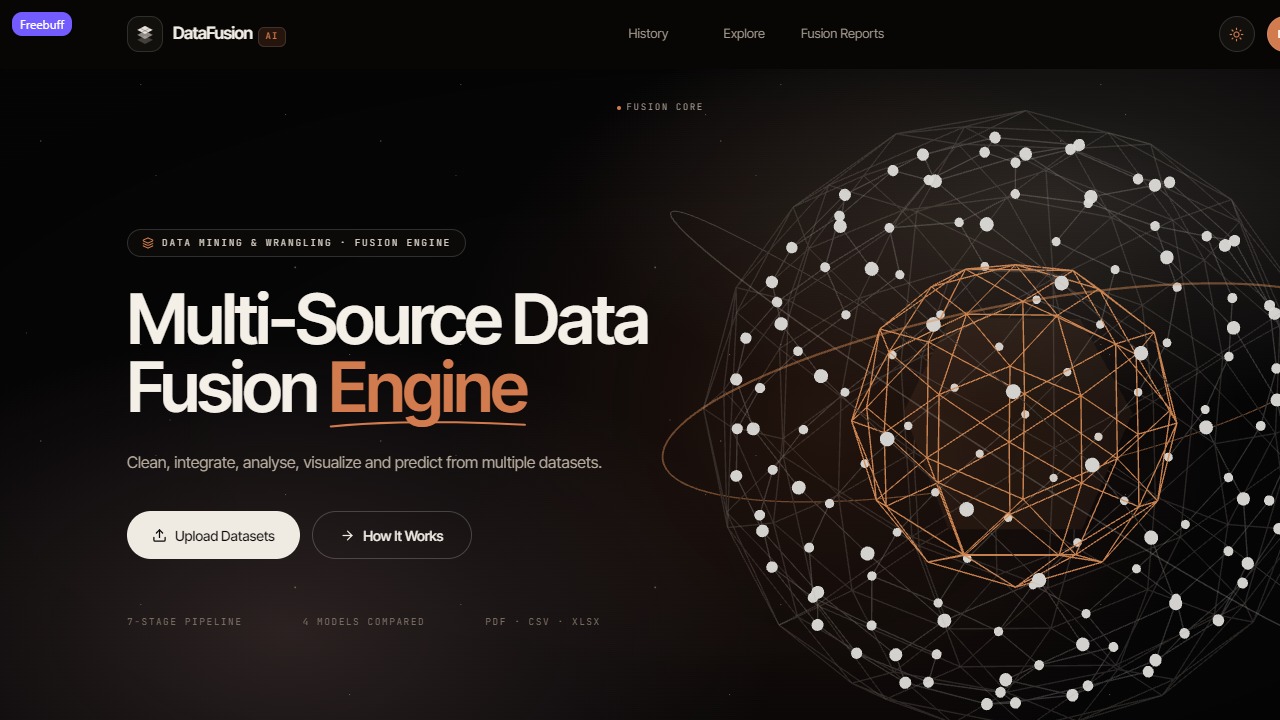 Freebuff
DataFusion AI
History
Explore
Fusion Reports
FUSION CORE
DATA MINING & WRANGLING · FUSION ENGINE
Multi-Source Data
Fusion Engine
Clean, integrate, analyse, visualize and predict from multiple datasets.
Upload Datasets
How It Works
7-STAGE PIPELINE
4 MODELS COMPARED
PDF · CSV · XLSX